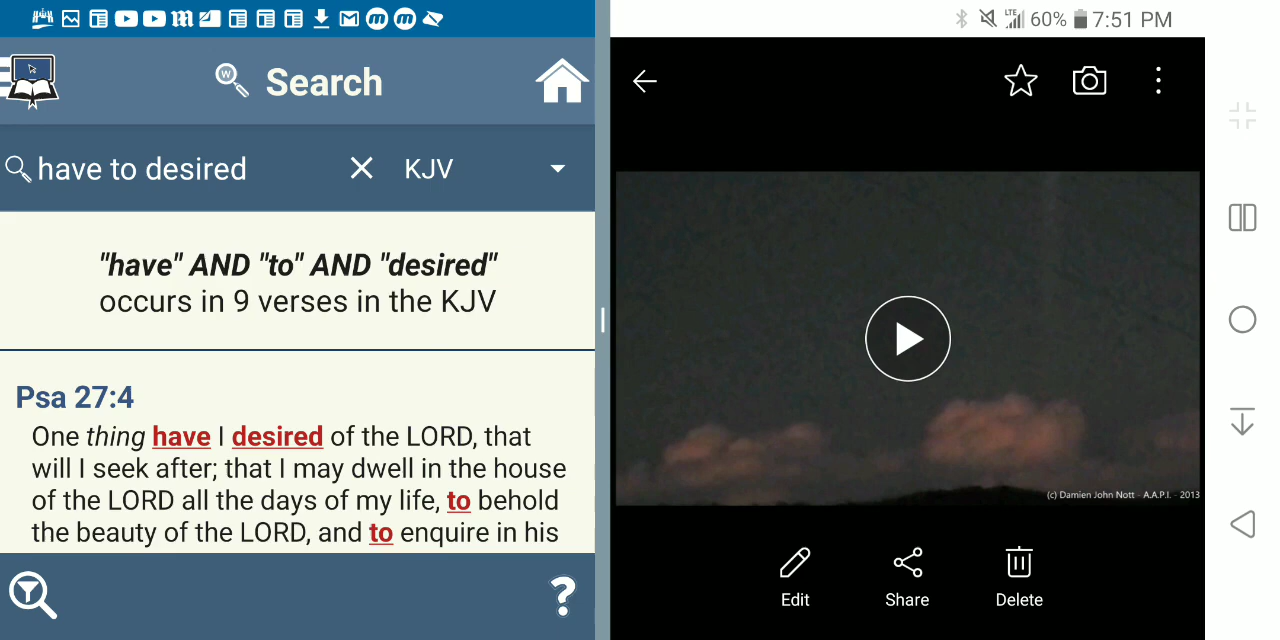 LTE 60% 7:51 PM
W Search
have to desired KJV
"have" AND "to" AND "desired"
occurs in 9 verses in the KJV
Psa 27:4
One thing have I desired of the LORD, that
will I seek after; that I may dwell in the house
of the LORD all the days of my life, to behold
the beauty of the LORD, and to enquire in his
?
(c) Damien John Nott - A.A.P.I. - 2013
Edit Share Delete